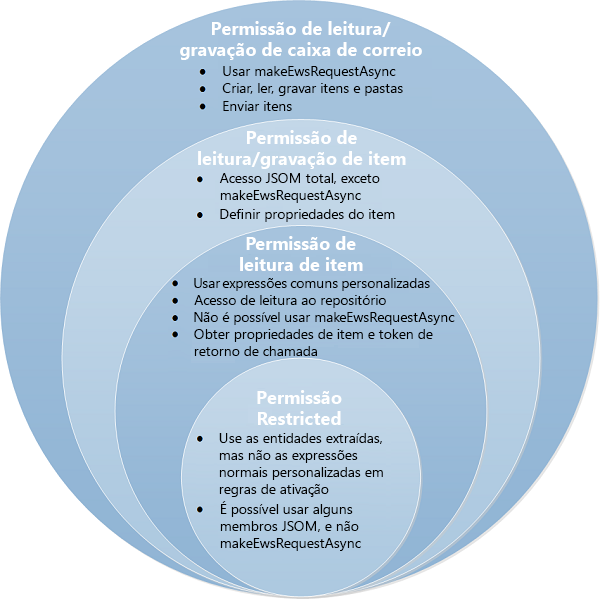 Permissão de leitura/
gravação de caixa de correio
• Usar makeEwsRequestAsync
• Criar, ler, gravar itens e pastas
• Enviar itens
Permissão de
leitura/gravação de item
• Acesso JSOM total, exceto
makeEwsRequestAsync
• Definir propriedades do item
Permissão de
leitura de item
• Usar expressões comuns personalizadas
• Acesso de leitura ao repositório
• Não é possível usar makeEwsRequestAsync
• Obter propriedades de item e token de
retorno de chamada
Permissão
Restricted
• Use as entidades extraídas,
mas não as expressões
normais personalizadas em
regras de ativação
• É possível usar alguns
membros JSOM, e não
makeEwsRequestAsync